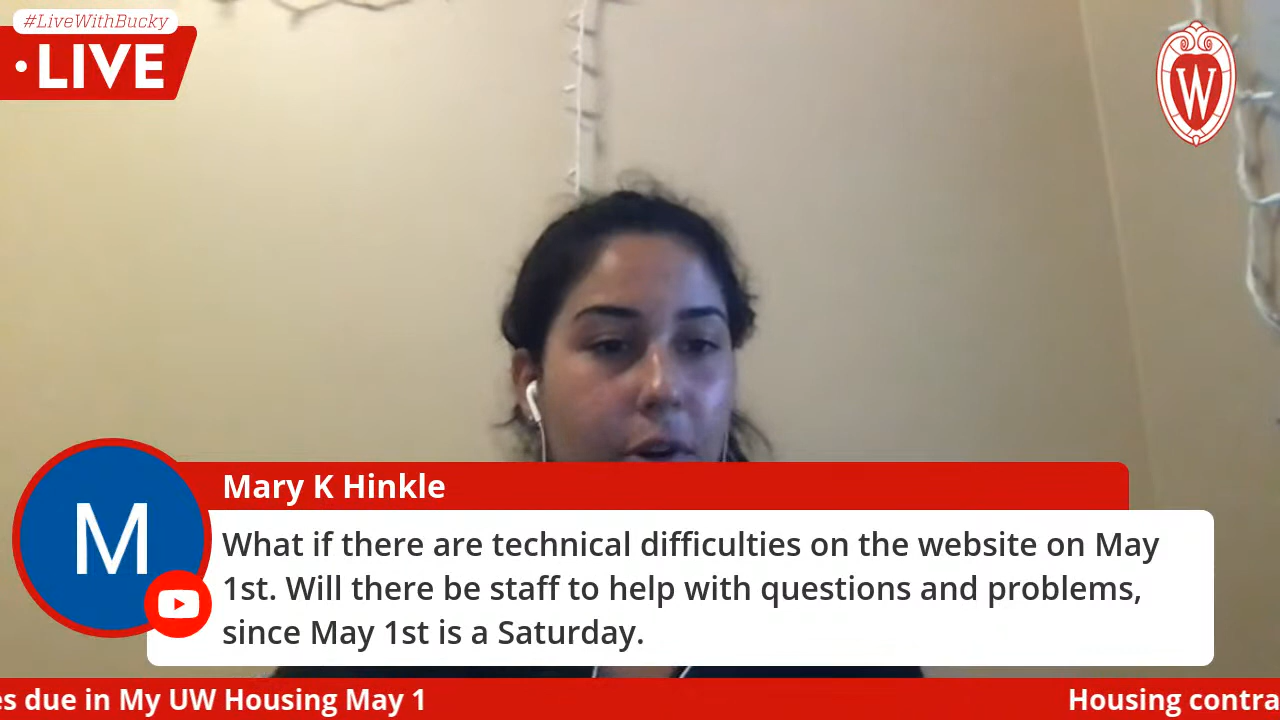 #LiveWithBucky
LIVE
W
Mary K Hinkle
M
What if there are technical difficulties on the website on May
1st. Will there be staff to help with questions and problems,
since May 1st is a Saturday.
due in My UW Housing May 1
Housing